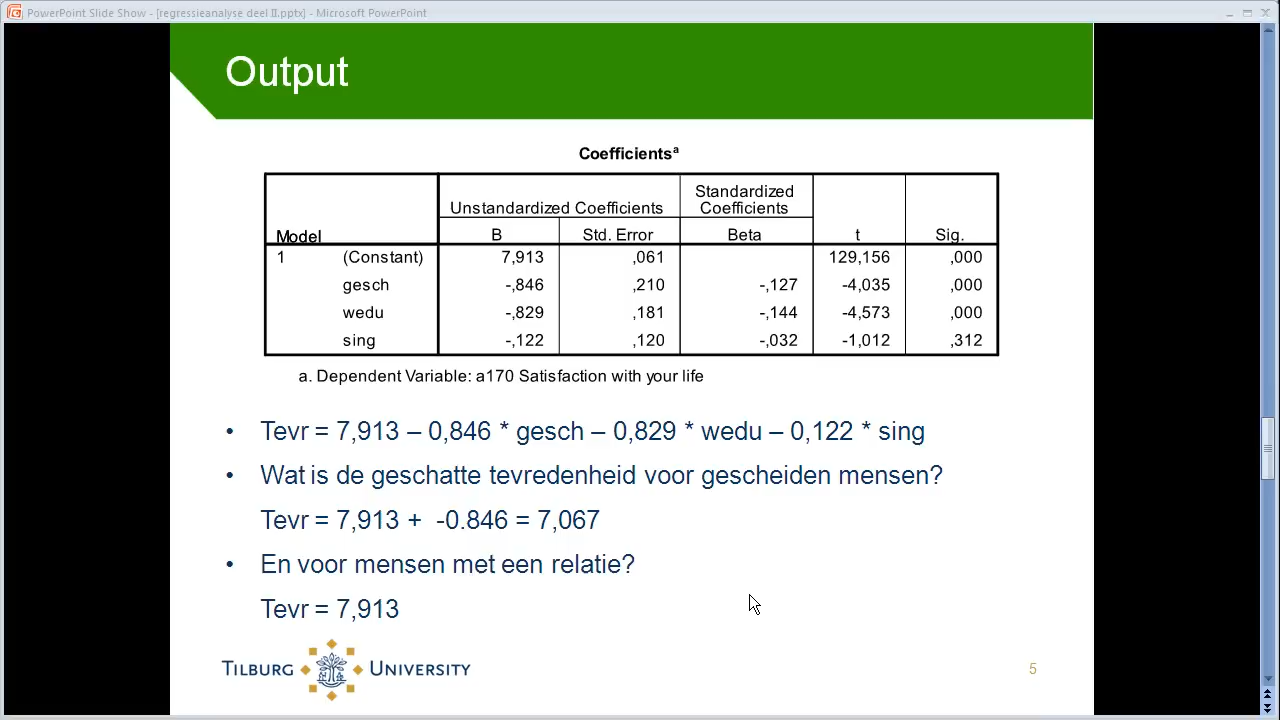 PowerPoint Slide Show - [regressieanalyse deel II.pptx] - Microsoft PowerPoint
Output
Coefficientsᵃ
Model Unstandardized Coefficients Standardized Coefficients t Sig.
B Std. Error Beta
1 (Constant) 7,913 ,061 129,156 ,000
gesch -,846 ,210 -,127 -4,035 ,000
wedu -,829 ,181 -,144 -4,573 ,000
sing -,122 ,120 -,032 -1,012 ,312
a. Dependent Variable: a170 Satisfaction with your life
• Tevr = 7,913 – 0,846 * gesch – 0,829 * wedu – 0,122 * sing
• Wat is de geschatte tevredenheid voor gescheiden mensen?
Tevr = 7,913 + -0.846 = 7,067
• En voor mensen met een relatie?
Tevr = 7,913
TILBURG UNIVERSITY
5